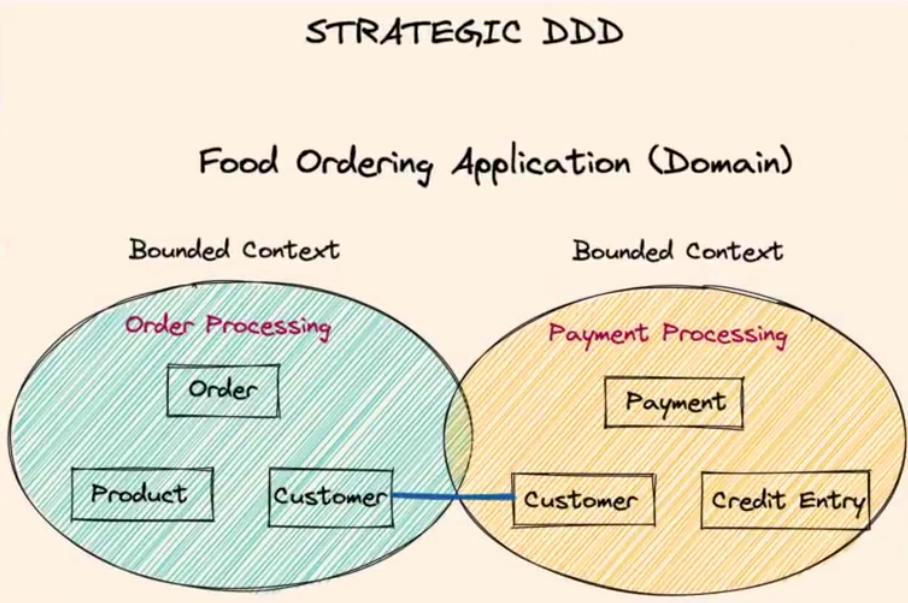 STRATEGIC DDD
Food Ordering Application (Domain)
Bounded Context
Bounded Context
Order Processing
Payment Processing
Order
Payment
Product
Customer
Customer
Credit Entry